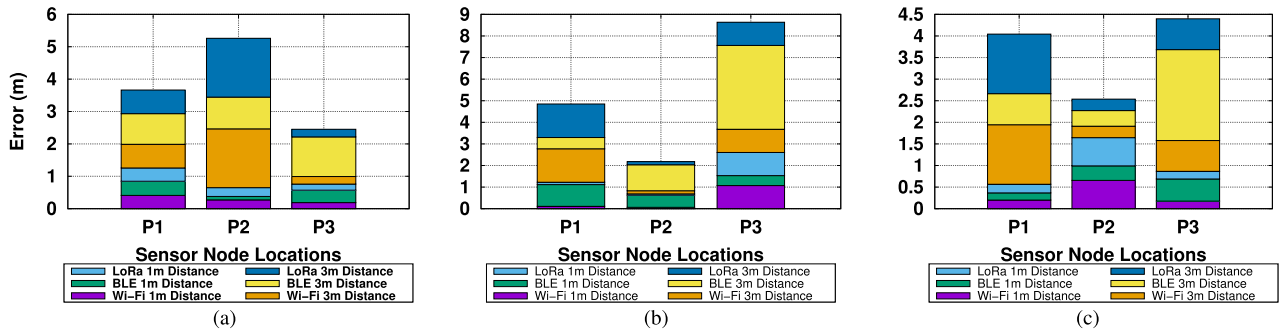 6
5
4
3
2
1
0
Error (m)
P1 P2 P3
Sensor Node Locations
LoRa 1m Distance LoRa 3m Distance
BLE 1m Distance BLE 3m Distance
Wi–Fi 1m Distance Wi–Fi 3m Distance
(a)
9
8
7
6
5
4
3
2
1
0
P1 P2 P3
Sensor Node Locations
LoRa 1m Distance LoRa 3m Distance
BLE 1m Distance BLE 3m Distance
Wi–Fi 1m Distance Wi–Fi 3m Distance
(b)
4.5
4
3.5
3
2.5
2
1.5
1
0.5
0
P1 P2 P3
Sensor Node Locations
LoRa 1m Distance LoRa 3m Distance
BLE 1m Distance BLE 3m Distance
Wi–Fi 1m Distance Wi–Fi 3m Distance
(c)